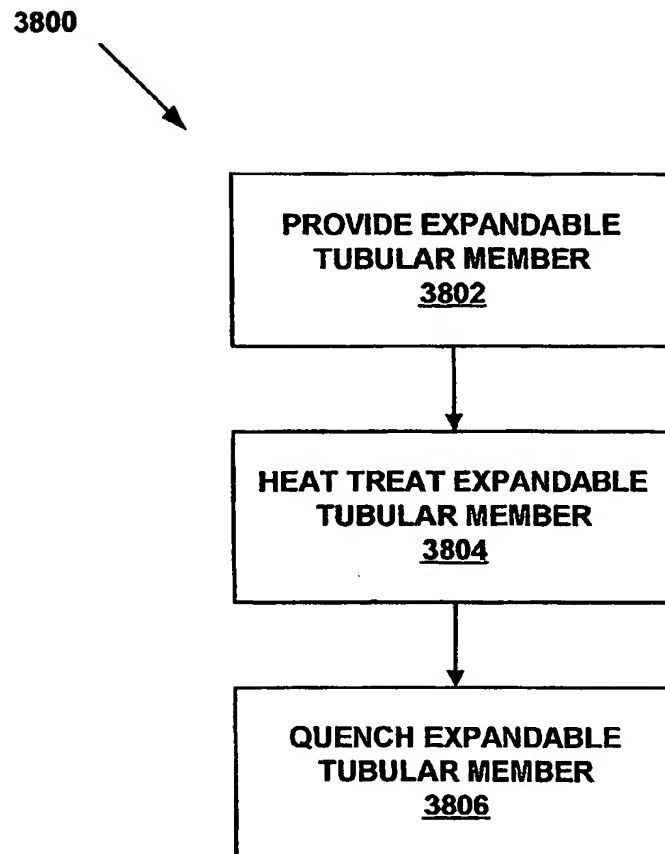 3800
PROVIDE EXPANDABLE
TUBULAR MEMBER
3802
HEAT TREAT EXPANDABLE
TUBULAR MEMBER
3804
QUENCH EXPANDABLE
TUBULAR MEMBER
3806